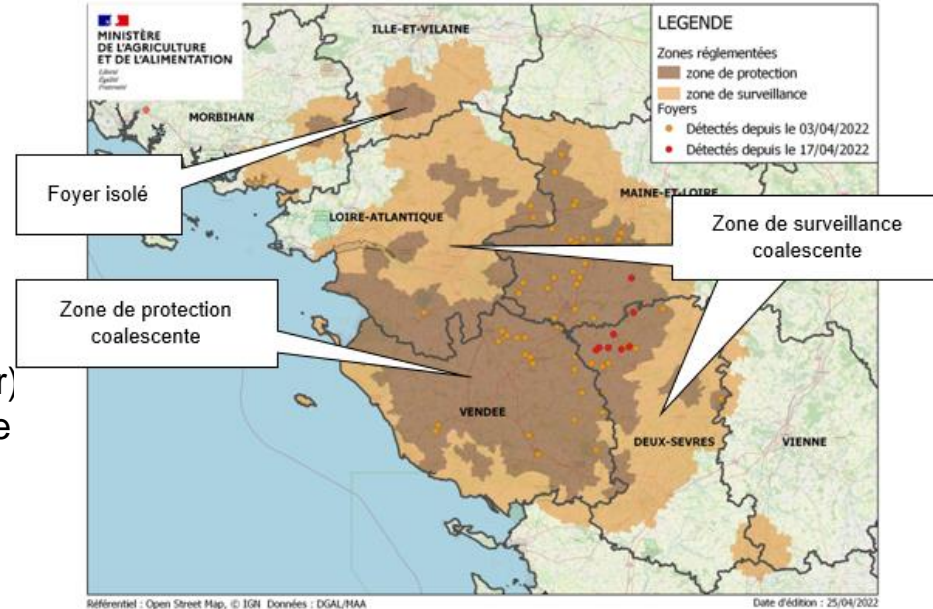 MINISTÈRE
DE L'AGRICULTURE
ET DE L'ALIMENTATION
Liberté
Égalité
Fraternité
ILLE-ET-VILAINE
LEGENDE
Zones réglementées
zone de protection
zone de surveillance
Foyers
Détectés depuis le 03/04/2022
Détectés depuis le 17/04/2022
MORBIHAN
Foyer isolé
MAINE-ET-LOIRE
LOIRE-ATLANTIQUE
Zone de surveillance
coalescente
Zone de protection
coalescente
r)
e
VENDEE
DEUX-SEVRES
VIENNE
Référentiel : Open Street Map, © IGN Données : DGAL/MAA
Date d'édition : 25/04/2022